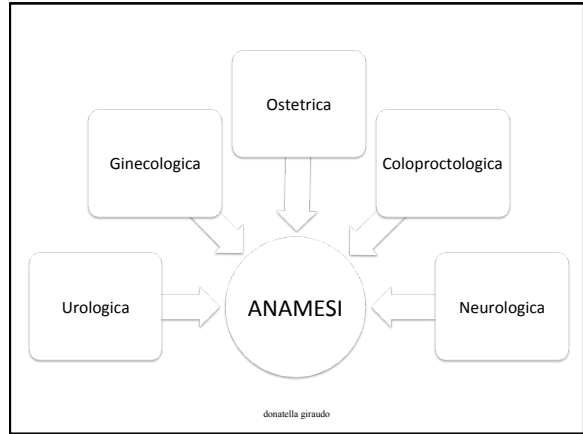 Ostetrica
Ginecologica
Coloproctologica
Urologica
ANAMESI
Neurologica
donatella giraudo